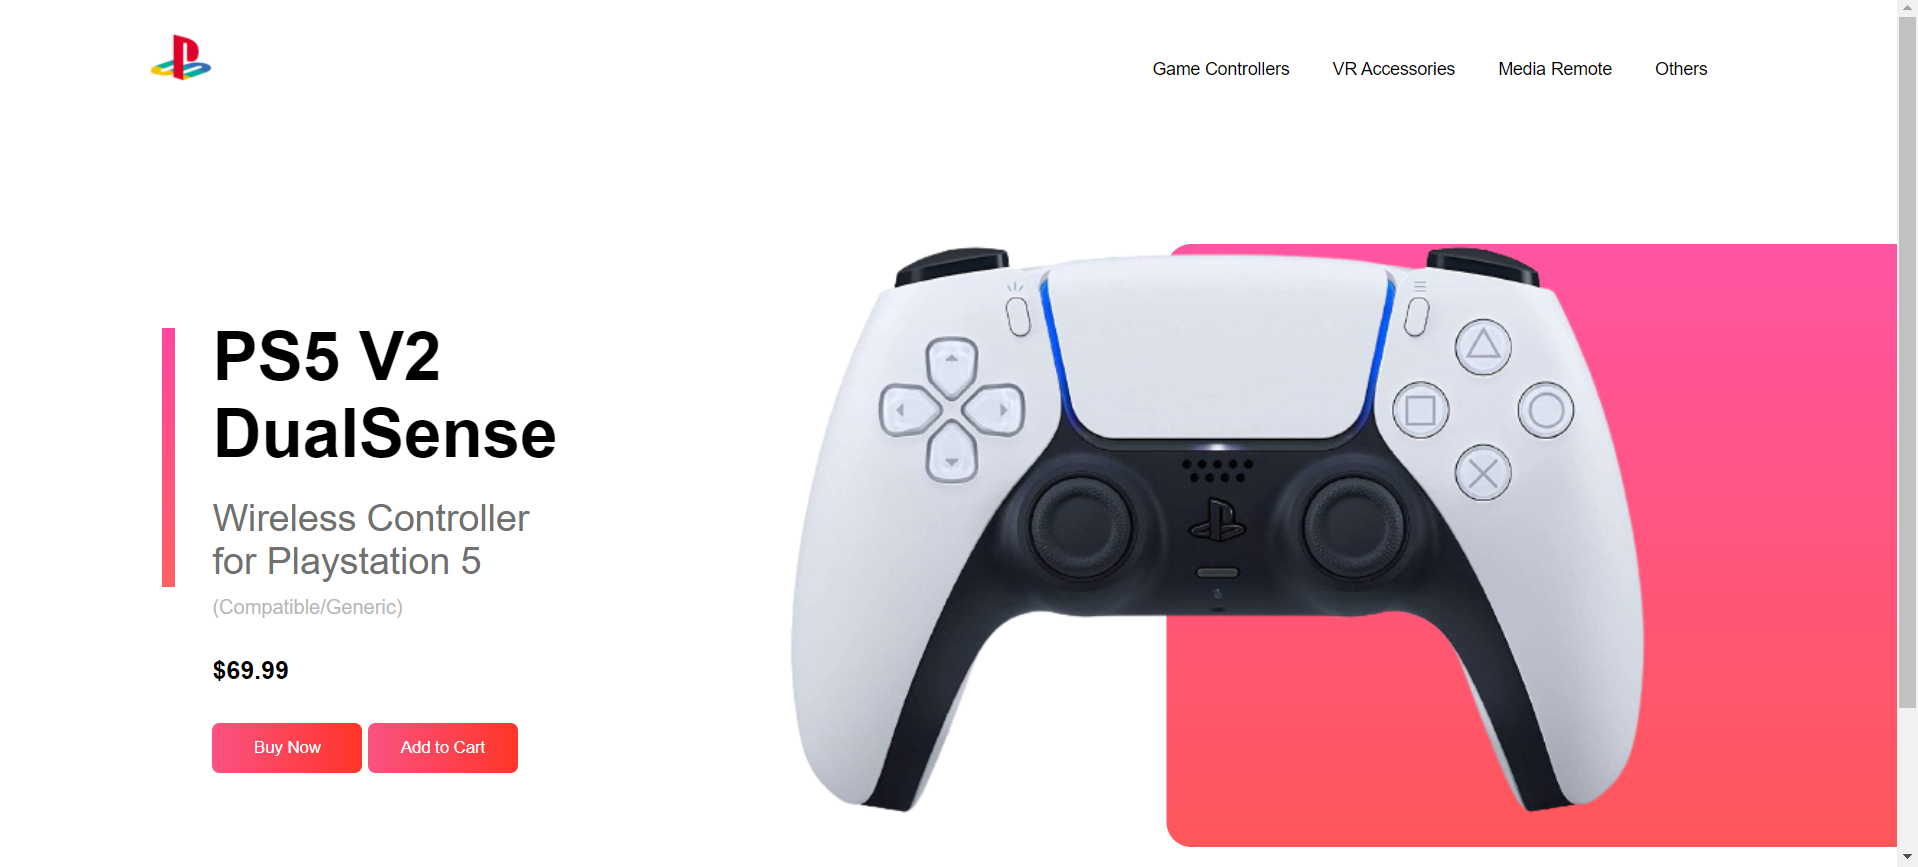 Game Controllers
VR Accessories
Media Remote
Others
PS5 V2
DualSense
Wireless Controller
for Playstation 5
(Compatible/Generic)
$69.99
Buy Now
Add to Cart